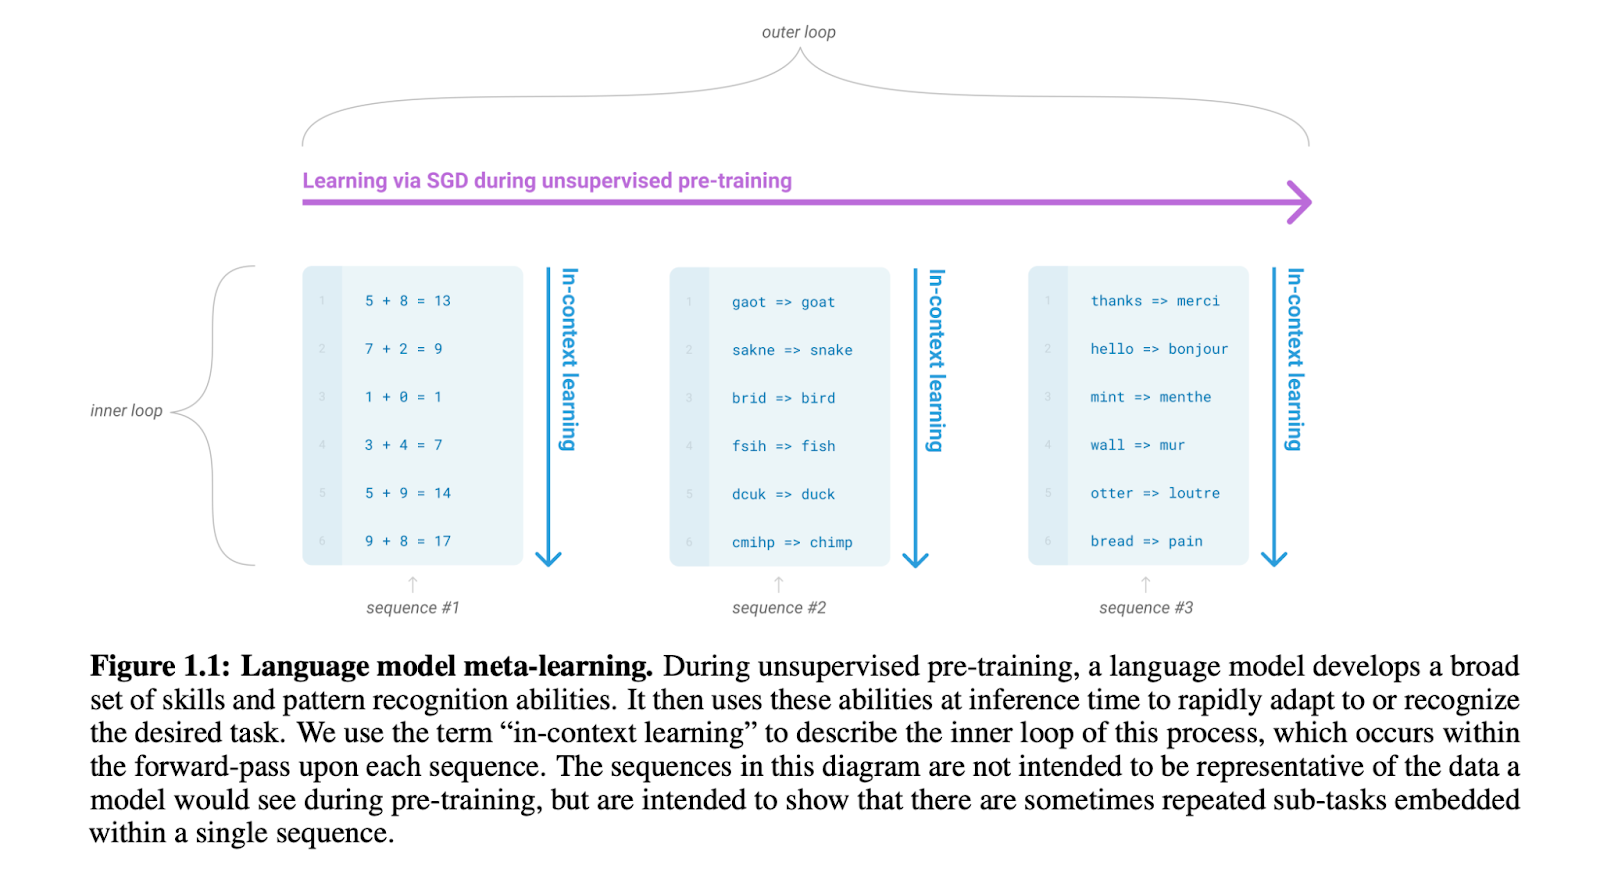 outer loop
Learning via SGD during unsupervised pre-training
inner loop
1 5 + 8 = 13
2 7 + 2 = 9
3 1 + 0 = 1
4 3 + 4 = 7
5 5 + 9 = 14
6 9 + 8 = 17
In-context learning
sequence #1
1 gaot => goat
2 sakne => snake
3 brid => bird
4 fsih => fish
5 dcuk => duck
6 cmihp => chimp
In-context learning
sequence #2
1 thanks => merci
2 hello => bonjour
3 mint => menthe
4 wall => mur
5 otter => loutre
6 bread => pain
In-context learning
sequence #3
Figure 1.1: Language model meta-learning. During unsupervised pre-training, a language model develops a broad
set of skills and pattern recognition abilities. It then uses these abilities at inference time to rapidly adapt to or recognize
the desired task. We use the term “in-context learning” to describe the inner loop of this process, which occurs within
the forward-pass upon each sequence. The sequences in this diagram are not intended to be representative of the data a
model would see during pre-training, but are intended to show that there are sometimes repeated sub-tasks embedded
within a single sequence.